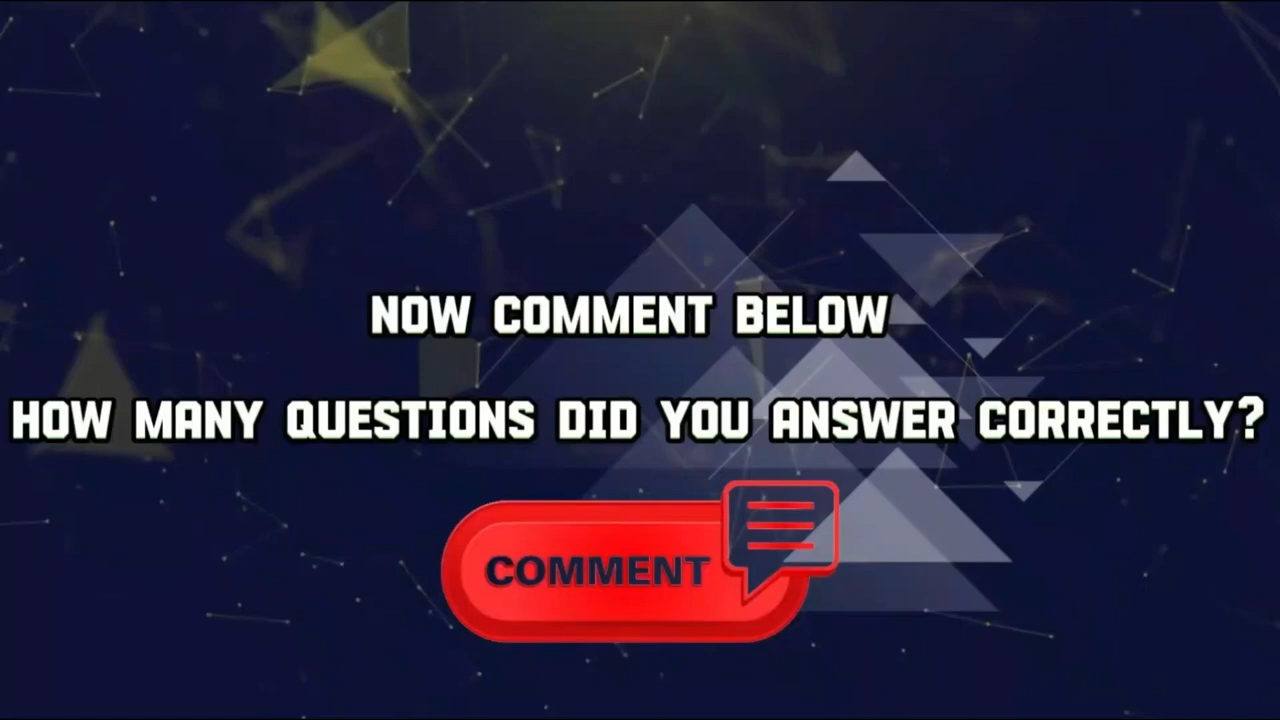 NOW COMMENT BELOW
HOW MANY QUESTIONS DID YOU ANSWER CORRECTLY?
COMMENT